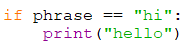 if phrase == "hi":
    print("hello")